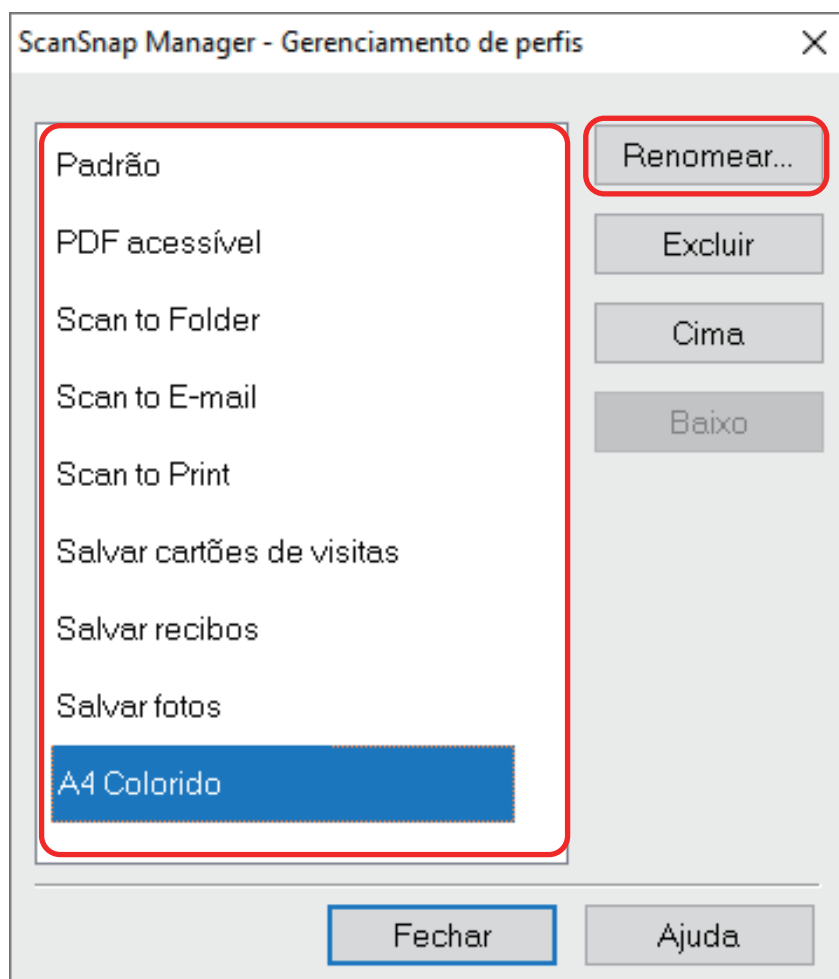 ScanSnap Manager - Gerenciamento de perfis
Padrão
PDF acessível
Scan to Folder
Scan to E-mail
Scan to Print
Salvar cartões de visitas
Salvar recibos
Salvar fotos
A4 Colorido
Renomear...
Excluir
Cima
Baixo
Fechar
Ajuda